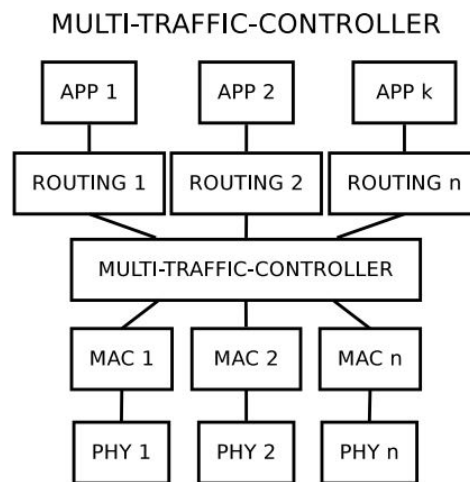 MULTI-TRAFFIC-CONTROLLER
APP 1 APP 2 APP k
ROUTING 1 ROUTING 2 ROUTING n
MULTI-TRAFFIC-CONTROLLER
MAC 1 MAC 2 MAC n
PHY 1 PHY 2 PHY n